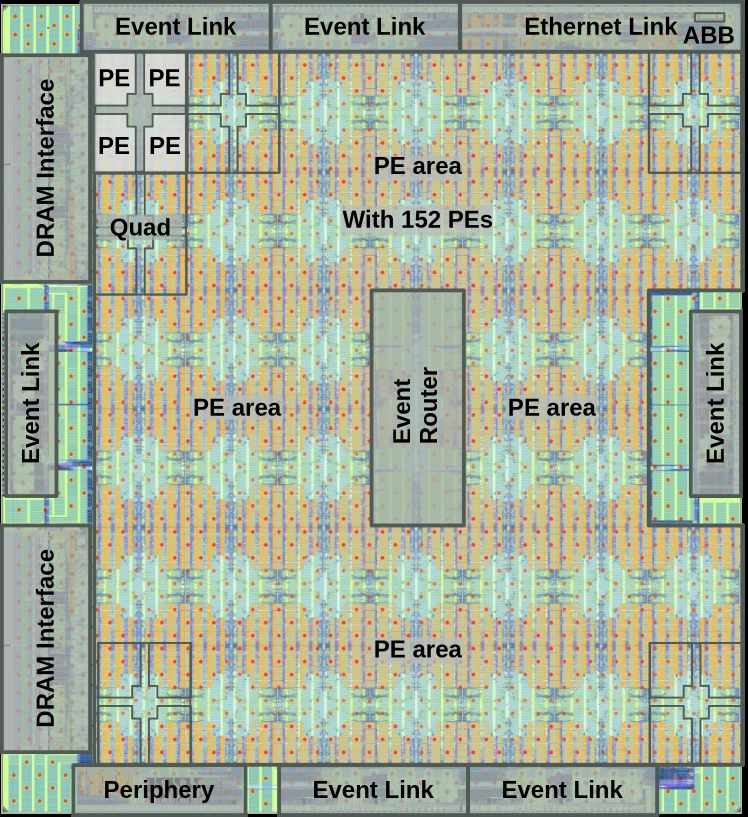 Event Link
Event Link
Ethernet Link
ABB
DRAM Interface
PE
PE
PE
PE
PE area
With 152 PEs
Quad
Event Link
PE area
Event
Router
PE area
Event Link
DRAM Interface
PE area
Periphery
Event Link
Event Link